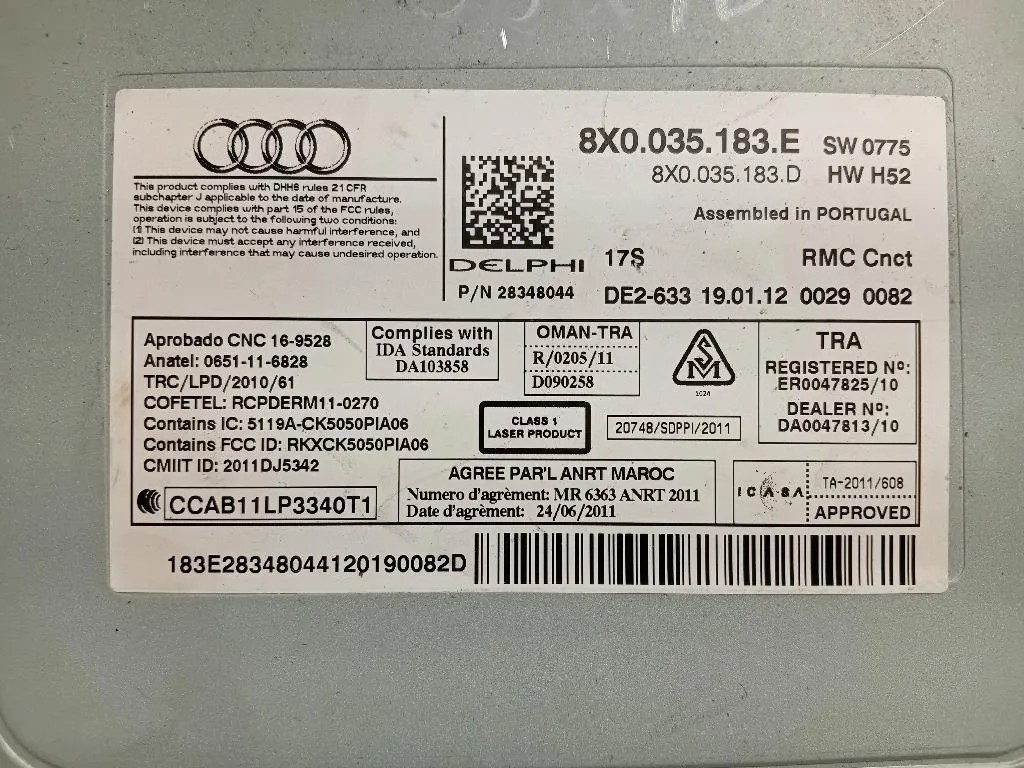 This product complies with DHHS rules 21 CFR
subchapter J applicable to the date of manufacture.
This device complies with part 15 of the FCC rules,
operation is subject to the following two conditions:
(1) This device may not cause harmful interference, and
(2) This device must accept any interference received,
including interference that may cause undesired operation.
DELPHI
P/N 28348044
8X0.035.183.E SW 0775
8X0.035.183.D HW H52
Assembled in PORTUGAL
17S RMC Cnct
DE2-633 19.01.12 0029 0082
Aprobado CNC 16-9528
Anatel: 0651-11-6828
TRC/LPD/2010/61
COFETEL: RCPDERM11-0270
Contains IC: 5119A-CK5050PIA06
Contains FCC ID: RKXCK5050PIA06
CMIIT ID: 2011DJ5342
CCAB11LP3340T1
Complies with
IDA Standards
DA103858
OMAN-TRA
R/0205/11
D090258
CLASS 1
LASER PRODUCT
SM
1024
20748/SDPPI/2011
TRA
REGISTERED Nº:
ER0047825/10
DEALER Nº:
DA0047813/10
AGREE PAR'L ANRT MAROC
Numero d'agrèment: MR 6363 ANRT 2011
Date d'agrèment: 24/06/2011
ICASA
TA-2011/608
APPROVED
183E28348044120190082D